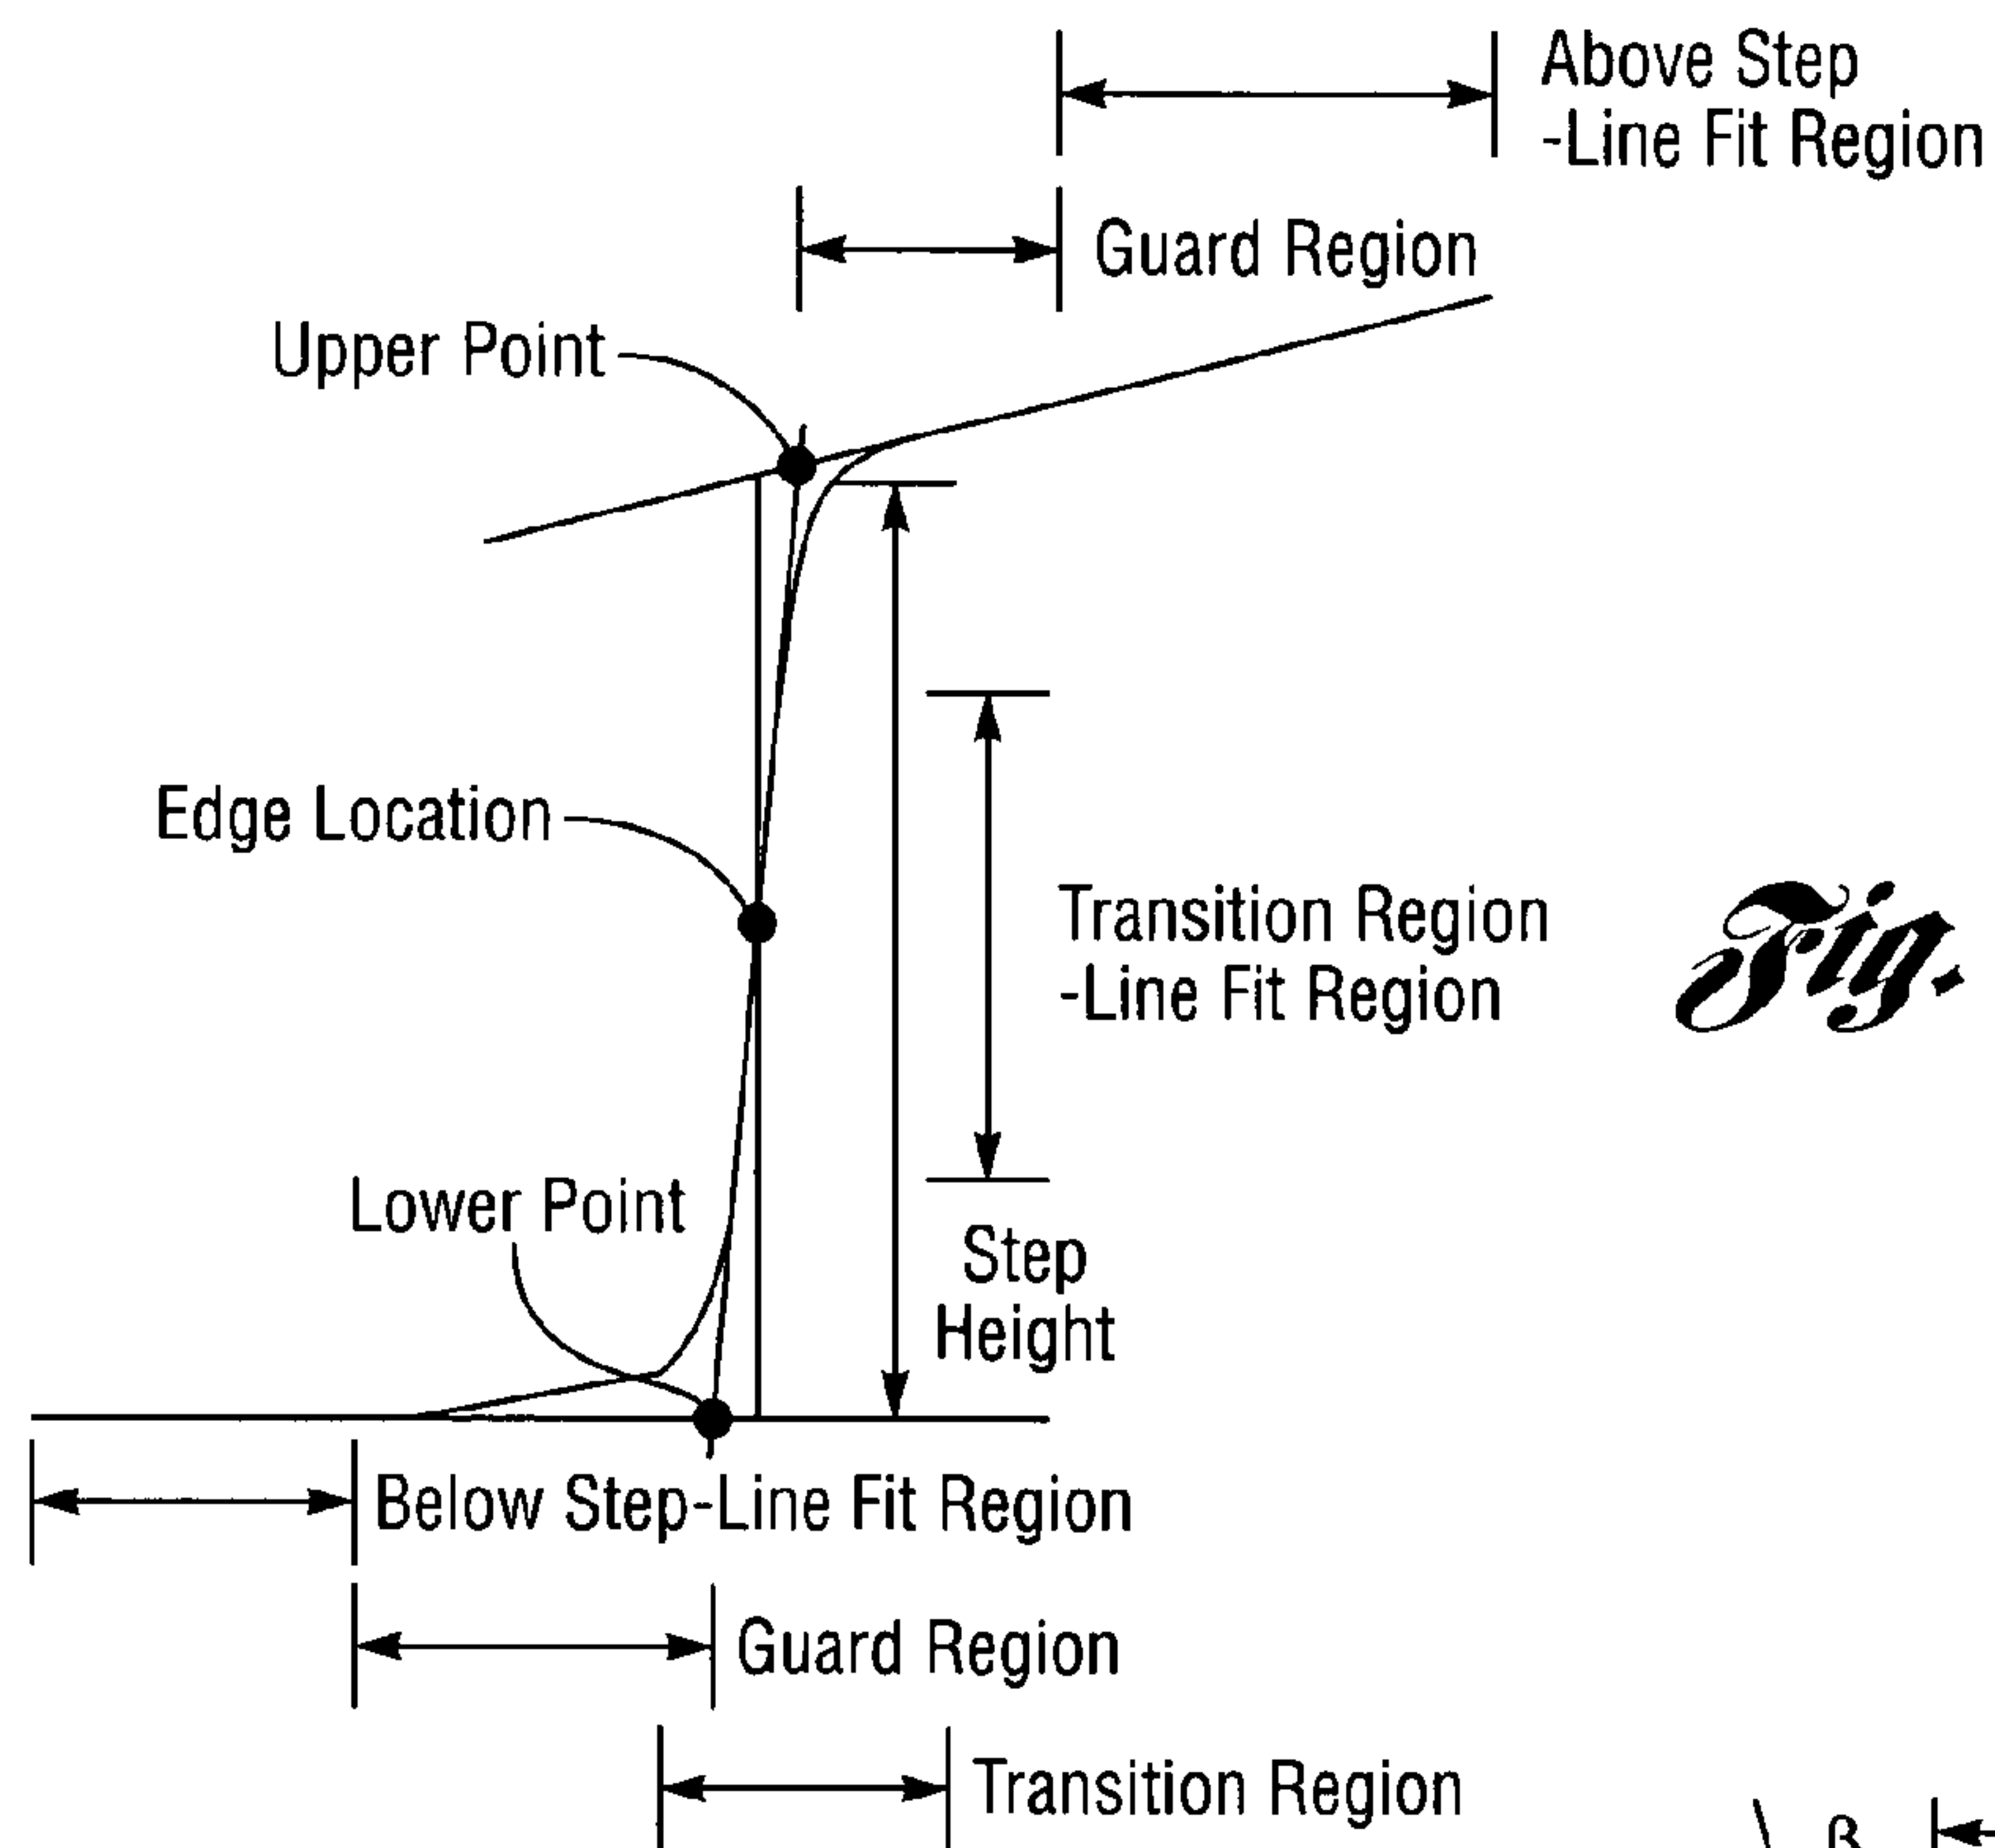 Above Step
-Line Fit Region
Guard Region
Upper Point
Edge Location
Transition Region
-Line Fit Region
Fig.
Lower Point
Step
Height
Below Step-Line Fit Region
Guard Region
Transition Region
β